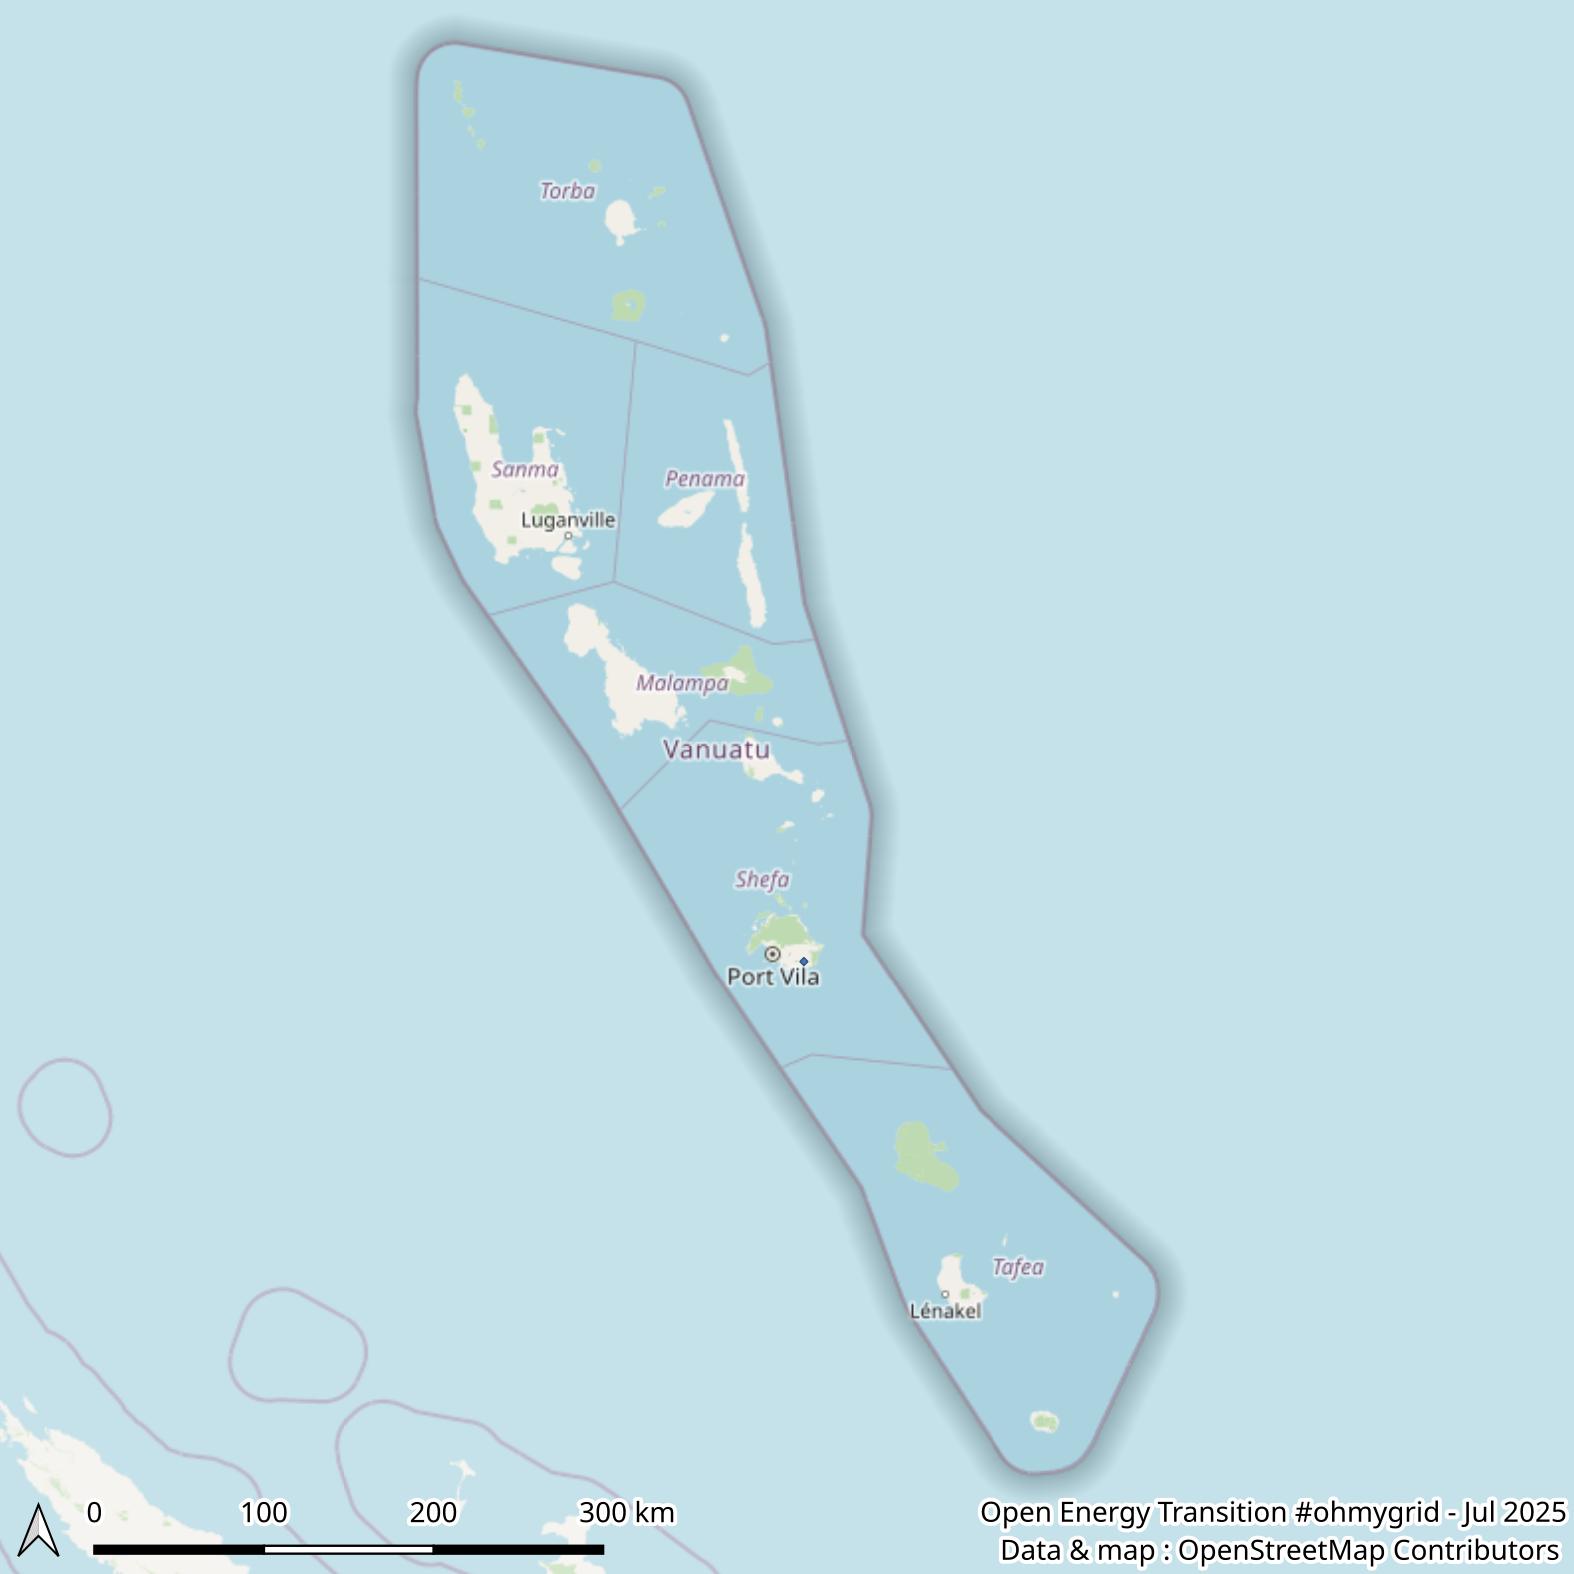 Torba
Sanma
Penama
Luganville
Malampa
Vanuatu
Shefa
Port Vila
Tafea
Lénakel
0 100 200 300 km
Open Energy Transition #ohmygrid - Jul 2025
Data & map : OpenStreetMap Contributors